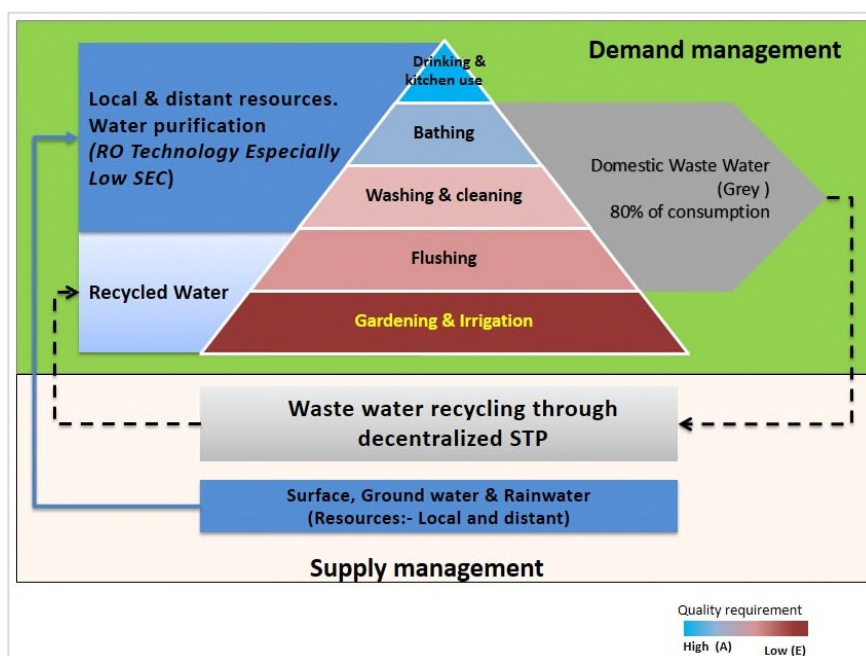 Demand management
Drinking &
kitchen use
Local & distant resources.
Water purification
(RO Technology Especially
Low SEC)
Bathing
Domestic Waste Water
(Grey )
80% of consumption
Washing & cleaning
Flushing
Recycled Water
Gardening & Irrigation
Waste water recycling through
decentralized STP
Surface, Ground water & Rainwater
(Resources:- Local and distant)
Supply management
Quality requirement
High (A)
Low (E)